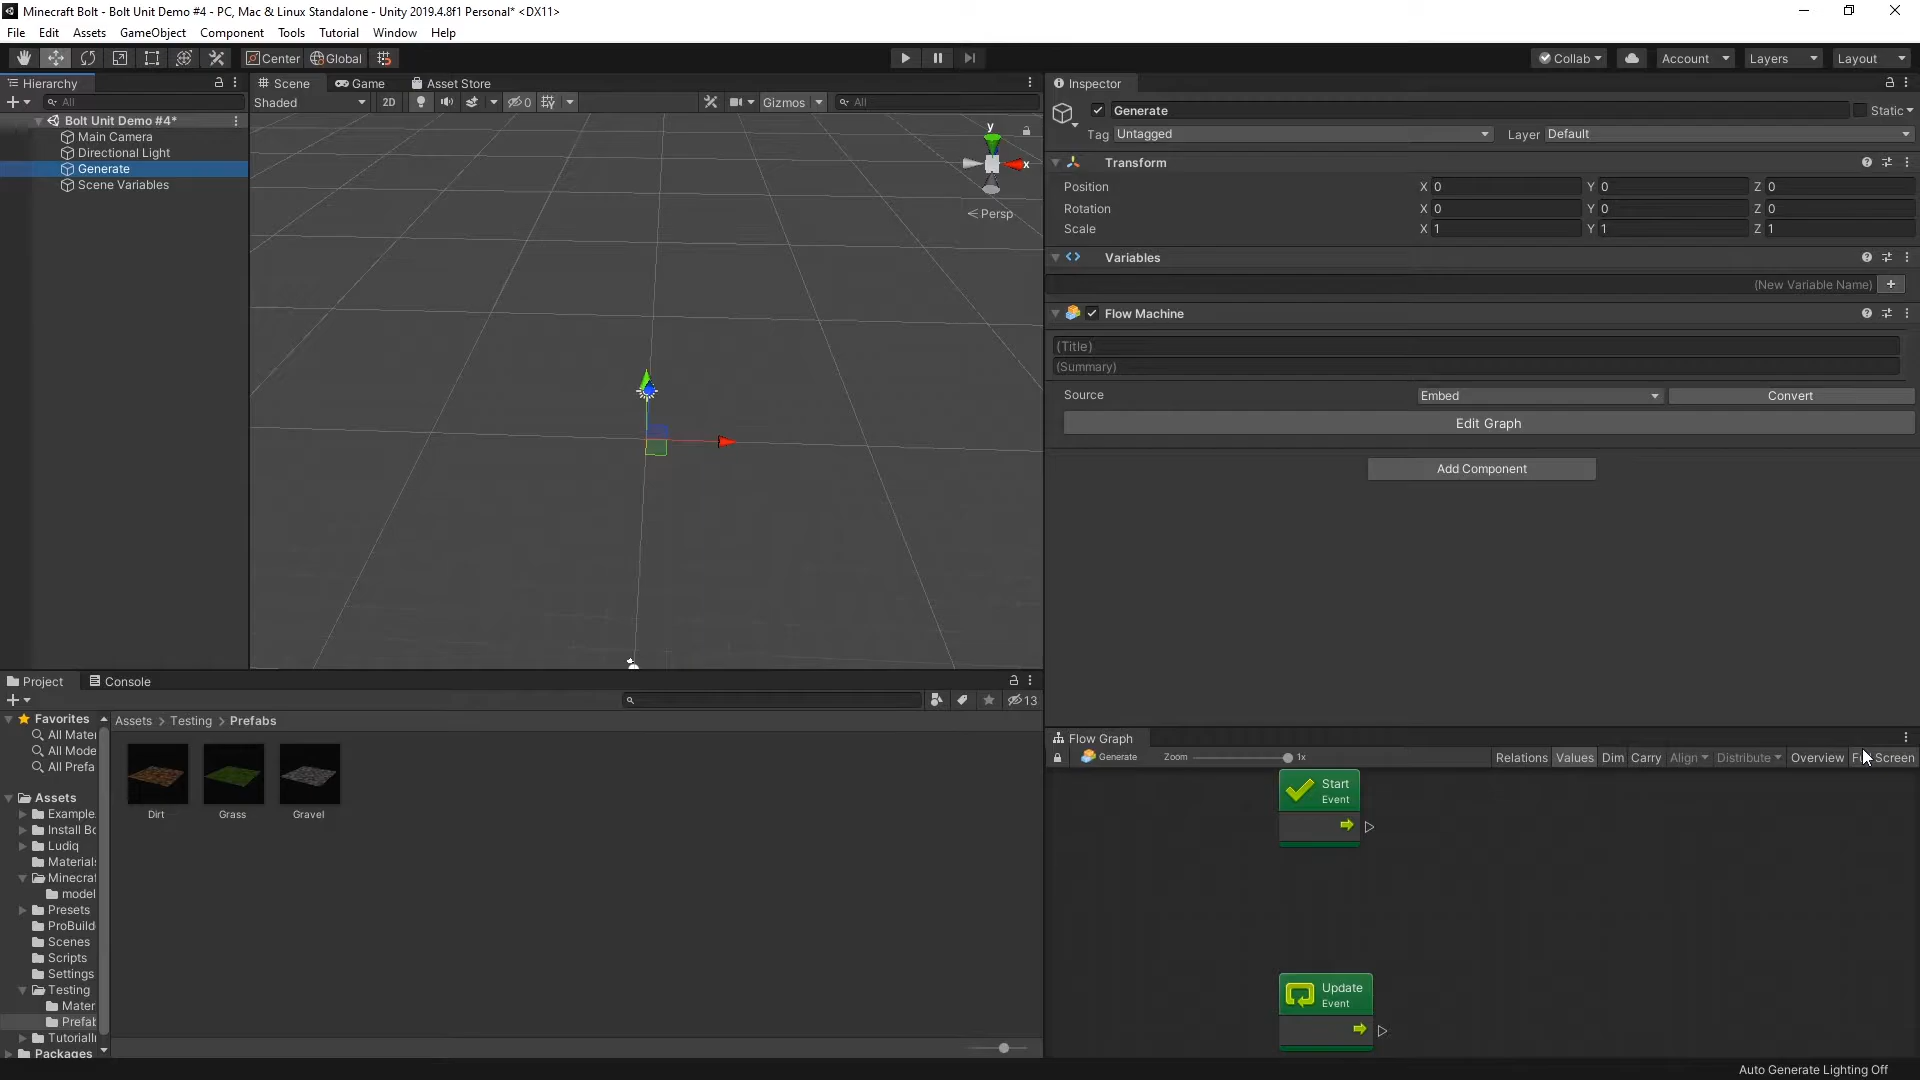 Minecraft Bolt - Bolt Unit Demo #4 - PC, Mac & Linux Standalone - Unity 2019.4.8f1 Personal* <DX11>
File Edit Assets GameObject Component Tools Tutorial Window Help
Center Global Collab Account Layers Layout
Hierarchy
All
Bolt Unit Demo #4*
Main Camera
Directional Light
Generate
Scene Variables
Scene Game Asset Store
Shaded 2D 0 Gizmos All
y
x
Persp
Inspector
Generate Static
Tag Untagged Layer Default
Transform
Position X 0 Y 0 Z 0
Rotation X 0 Y 0 Z 0
Scale X 1 Y 1 Z 1
Variables
(New Variable Name)
Flow Machine
(Title)
(Summary)
Source Embed Convert
Edit Graph
Add Component
Project Console
13
Favorites
All Mater
All Mode
All Prefa
Assets
Example
Install Bo
Ludiq
Materials
Minecraf
model
Presets
ProBuild
Scenes
Scripts
Settings
Testing
Mater
Prefab
TutorialI
Packages
Assets > Testing > Prefabs
Dirt Grass Gravel
Flow Graph
Generate Zoom 1x Relations Values Dim Carry Align Distribute Overview Screen
Start
Event
Update
Event
Auto Generate Lighting Off